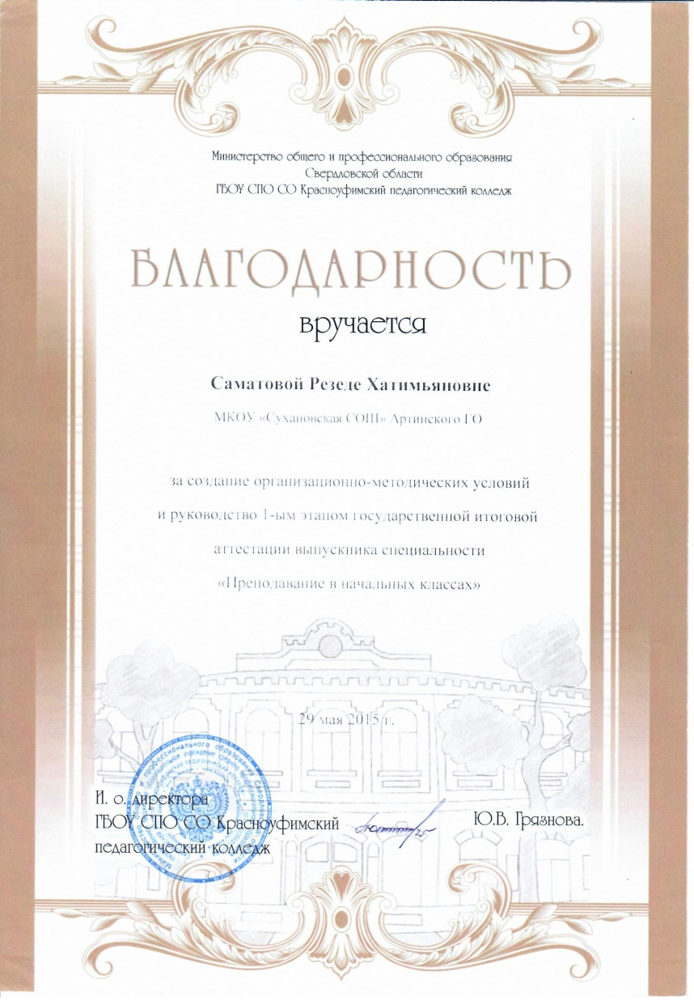 Министерство общего и профессионального образования
Свердловской области
ГБОУ СПО СО Красноуфимский педагогический колледж
БЛАГОДАРНОСТЬ
вручается
Саматовой Резеде Хатимьяновне
МКОУ «Сухановская СОШ» Артинского ГО
за создание организационно-методических условий
и руководство 1-ым этапом государственной итоговой
аттестации выпускника специальности
«Преподавание в начальных классах»
29 мая 2015 г.
И. о. директора
ГБОУ СПО СО Красноуфимский
педагогический колледж
Ю.В. Грязнова.